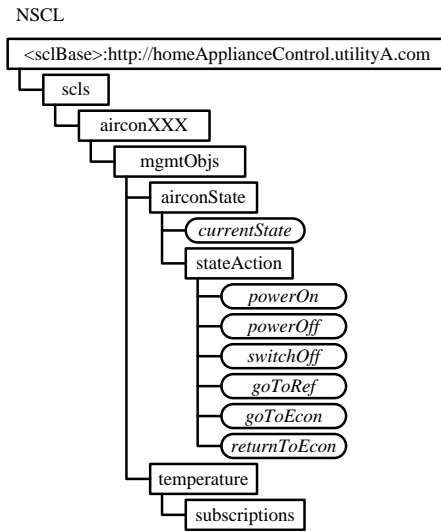 NSCL
<sclBase>:http://homeApplianceControl.utilityA.com
scls
airconXXX
mgmtObjs
airconState
currentState
stateAction
powerOn
powerOff
switchOff
goToRef
goToEcon
returnToEcon
temperature
subscriptions